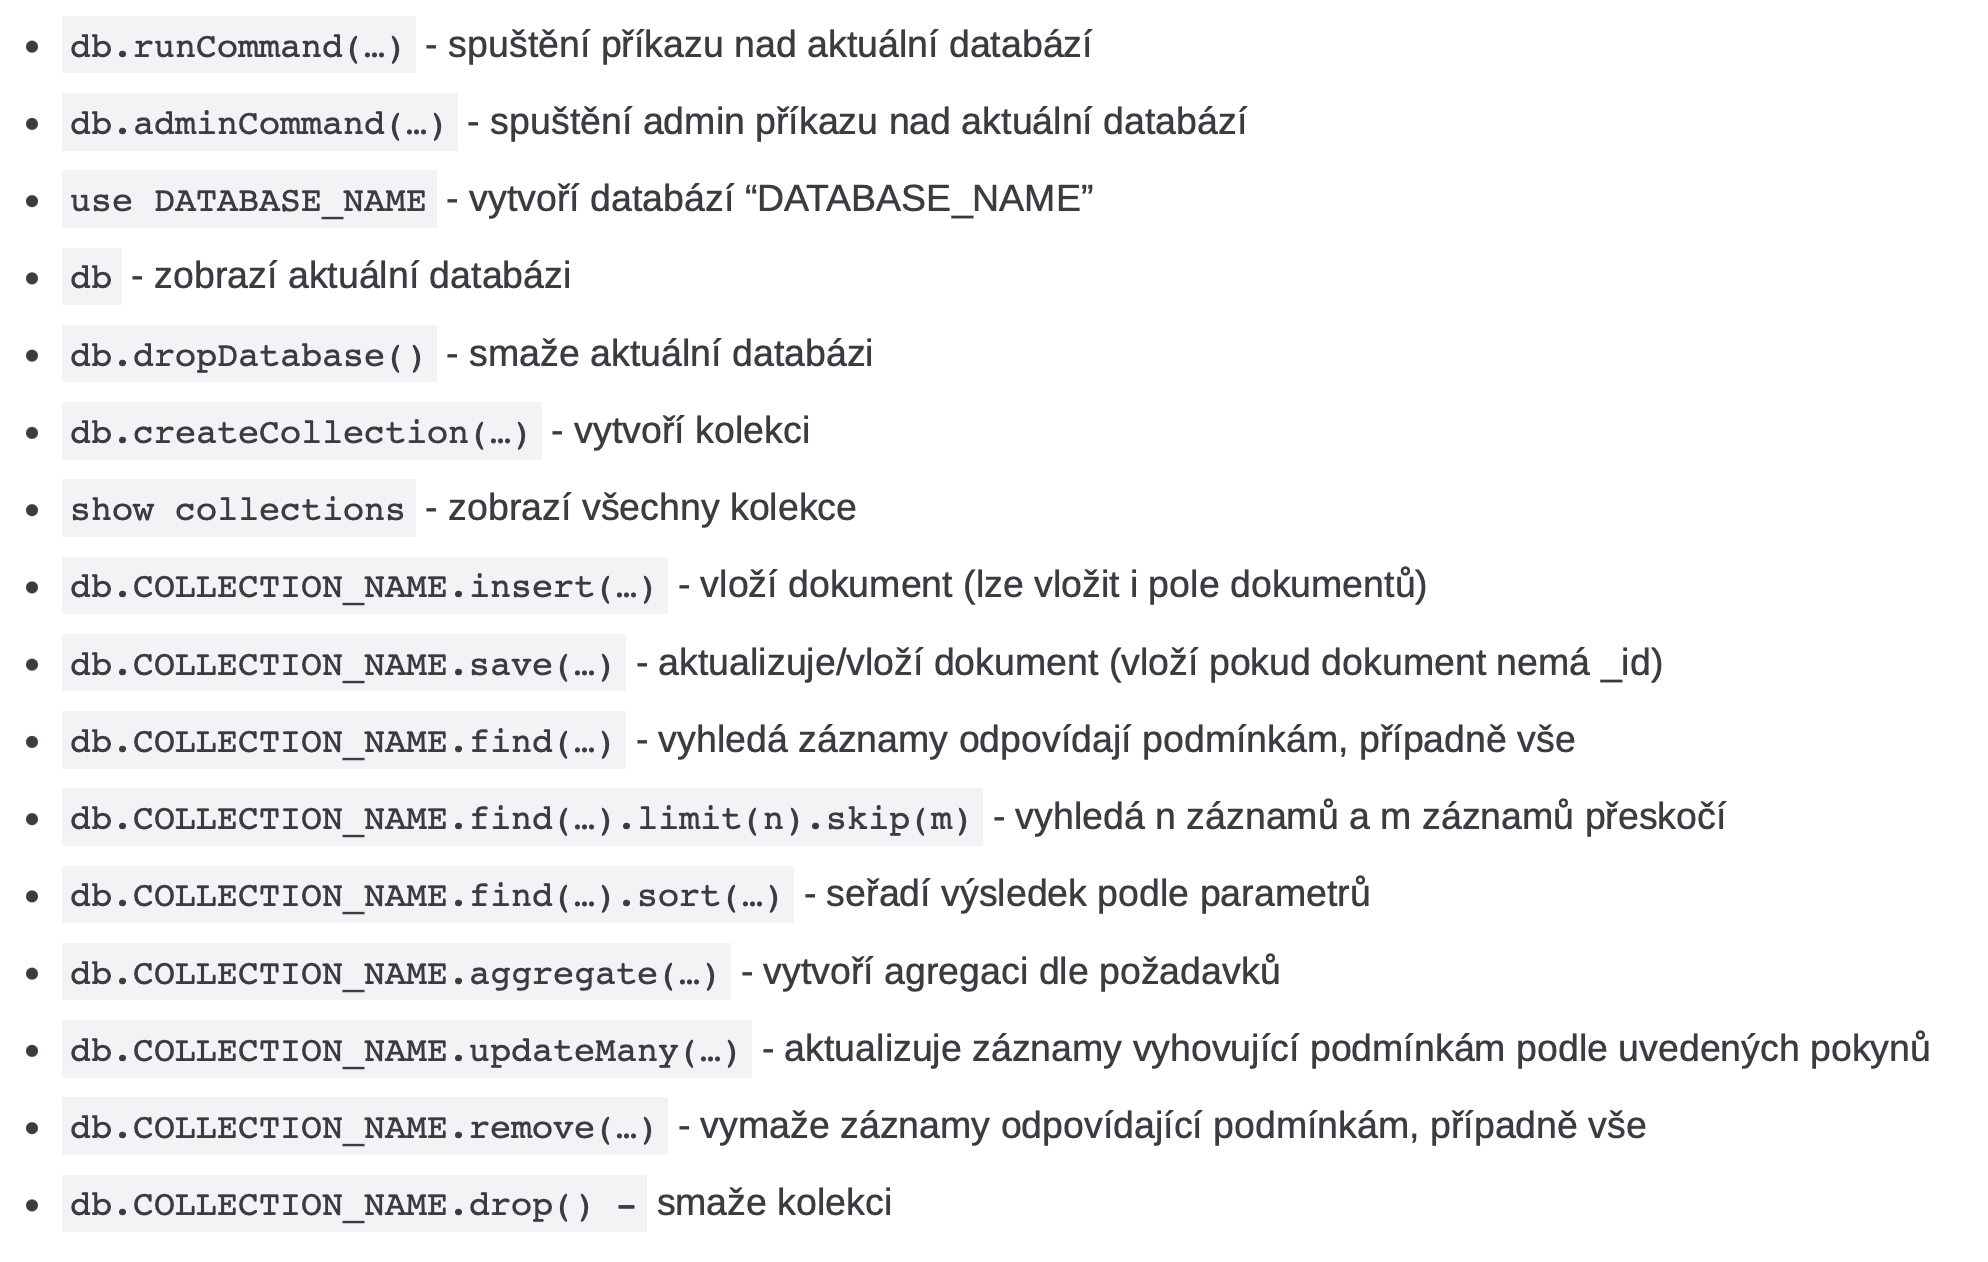 • db.runCommand(…) - spuštění příkazu nad aktuální databází
• db.adminCommand(…) - spuštění admin příkazu nad aktuální databází
• use DATABASE_NAME - vytvoří databází “DATABASE_NAME”
• db - zobrazí aktuální databázi
• db.dropDatabase() - smaže aktuální databázi
• db.createCollection(…) - vytvoří kolekci
• show collections - zobrazí všechny kolekce
• db.COLLECTION_NAME.insert(…) - vloží dokument (lze vložit i pole dokumentů)
• db.COLLECTION_NAME.save(…) - aktualizuje/vloží dokument (vloží pokud dokument nemá _id)
• db.COLLECTION_NAME.find(…) - vyhledá záznamy odpovídají podmínkám, případně vše
• db.COLLECTION_NAME.find(…).limit(n).skip(m) - vyhledá n záznamů a m záznamů přeskočí
• db.COLLECTION_NAME.find(…).sort(…) - seřadí výsledek podle parametrů
• db.COLLECTION_NAME.aggregate(…) - vytvoří agregaci dle požadavků
• db.COLLECTION_NAME.updateMany(…) - aktualizuje záznamy vyhovující podmínkám podle uvedených pokynů
• db.COLLECTION_NAME.remove(…) - vymaže záznamy odpovídající podmínkám, případně vše
• db.COLLECTION_NAME.drop() – smaže kolekci